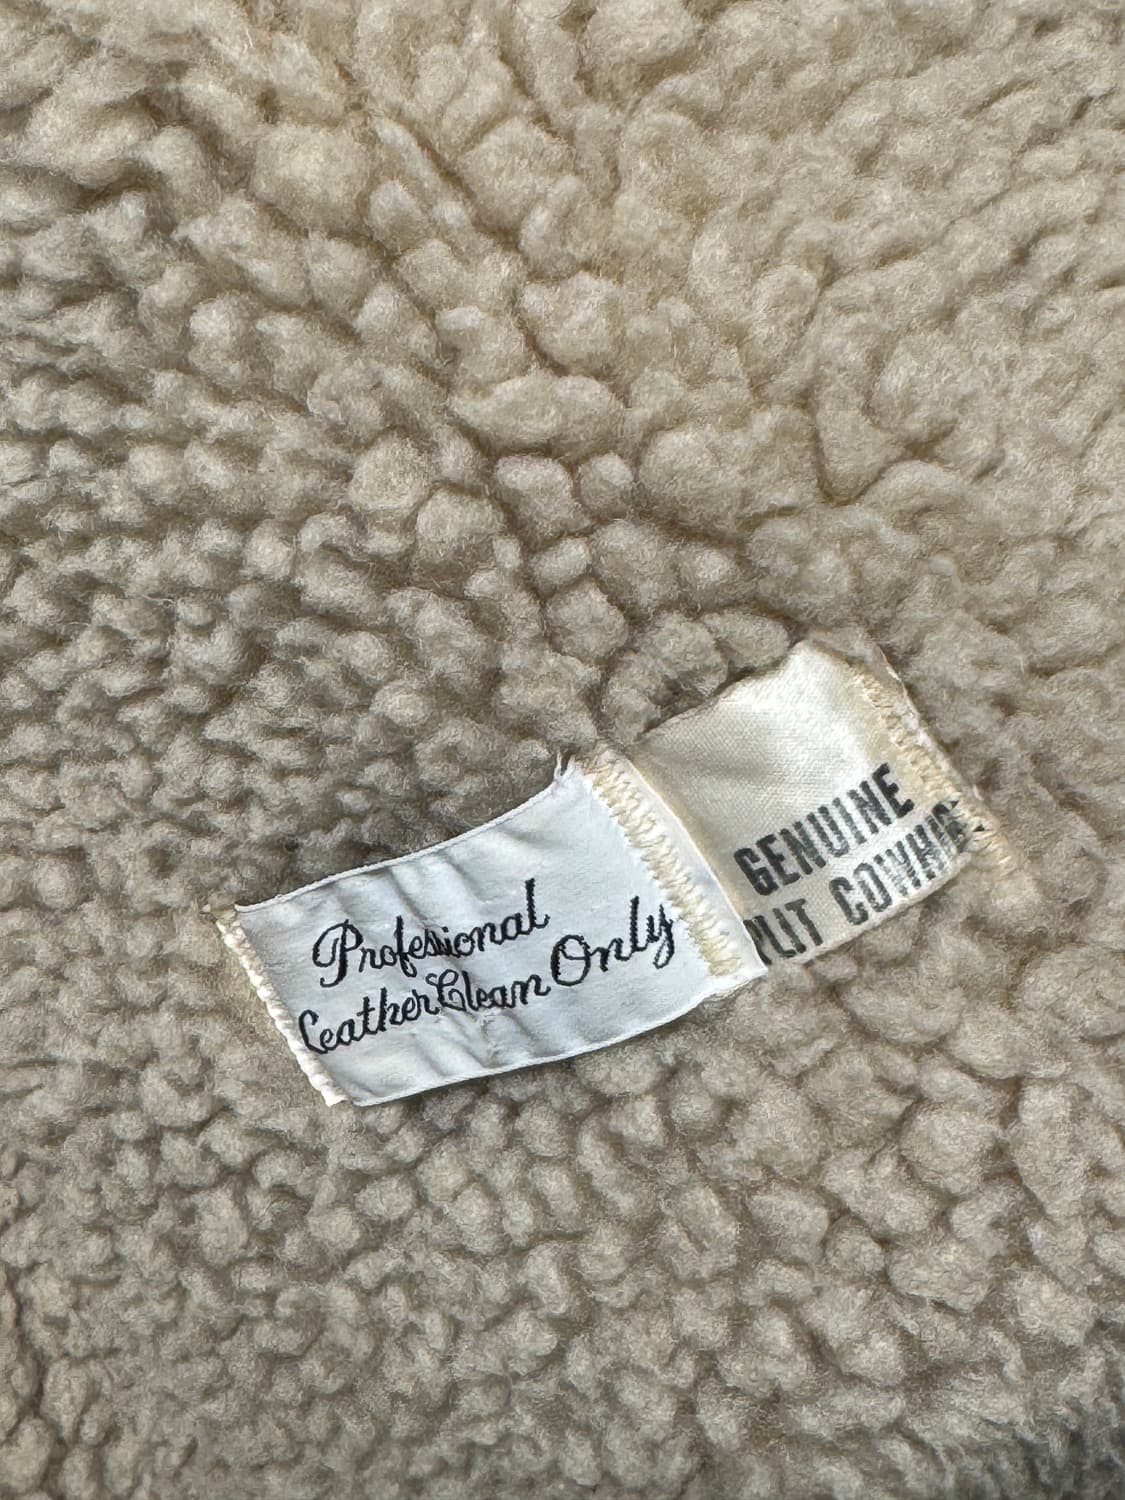 Professional
Leather Clean Only
GENUINE
PLIT COWHID